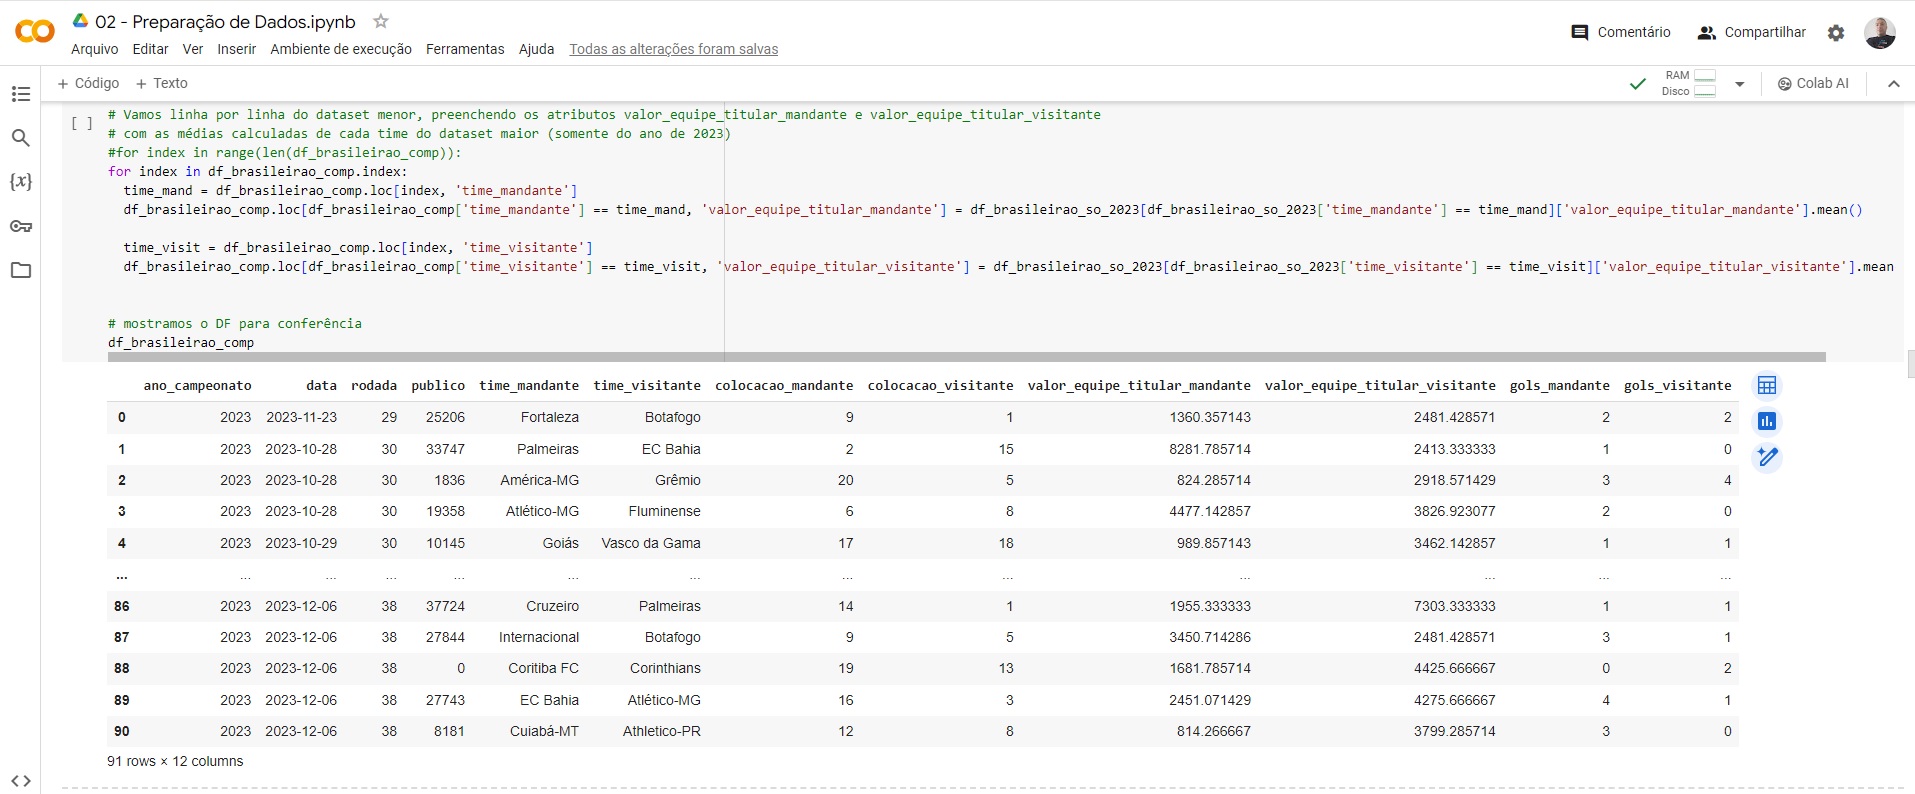 02 - Preparação de Dados.ipynb
Arquivo Editar Ver Inserir Ambiente de execução Ferramentas Ajuda Todas as alterações foram salvas
Comentário Compartilhar
+ Código + Texto
RAM
Disco
Colab AI
[ ]
# Vamos linha por linha do dataset menor, preenchendo os atributos valor_equipe_titular_mandante e valor_equipe_titular_visitante
# com as médias calculadas de cada time do dataset maior (somente do ano de 2023)
#for index in range(len(df_brasileirao_comp)):
for index in df_brasileirao_comp.index:
time_mand = df_brasileirao_comp.loc[index, 'time_mandante']
df_brasileirao_comp.loc[df_brasileirao_comp['time_mandante'] == time_mand, 'valor_equipe_titular_mandante'] = df_brasileirao_so_2023[df_brasileirao_so_2023['time_mandante'] == time_mand]['valor_equipe_titular_mandante'].mean()
time_visit = df_brasileirao_comp.loc[index, 'time_visitante']
df_brasileirao_comp.loc[df_brasileirao_comp['time_visitante'] == time_visit, 'valor_equipe_titular_visitante'] = df_brasileirao_so_2023[df_brasileirao_so_2023['time_visitante'] == time_visit]['valor_equipe_titular_visitante'].mean
# mostramos o DF para conferência
df_brasileirao_comp
ano_campeonato data rodada publico time_mandante time_visitante colocacao_mandante colocacao_visitante valor_equipe_titular_mandante valor_equipe_titular_visitante gols_mandante gols_visitante
0 2023 2023-11-23 29 25206 Fortaleza Botafogo 9 1 1360.357143 2481.428571 2 2
1 2023 2023-10-28 30 33747 Palmeiras EC Bahia 2 15 8281.785714 2413.333333 1 0
2 2023 2023-10-28 30 1836 América-MG Grêmio 20 5 824.285714 2918.571429 3 4
3 2023 2023-10-28 30 19358 Atlético-MG Fluminense 6 8 4477.142857 3826.923077 2 0
4 2023 2023-10-29 30 10145 Goiás Vasco da Gama 17 18 989.857143 3462.142857 1 1
... ... ... ... ... ... ... ... ... ... ... ... ...
86 2023 2023-12-06 38 37724 Cruzeiro Palmeiras 14 1 1955.333333 7303.333333 1 1
87 2023 2023-12-06 38 27844 Internacional Botafogo 9 5 3450.714286 2481.428571 3 1
88 2023 2023-12-06 38 0 Coritiba FC Corinthians 19 13 1681.785714 4425.666667 0 2
89 2023 2023-12-06 38 27743 EC Bahia Atlético-MG 16 3 2451.071429 4275.666667 4 1
90 2023 2023-12-06 38 8181 Cuiabá-MT Athletico-PR 12 8 814.266667 3799.285714 3 0
91 rows × 12 columns